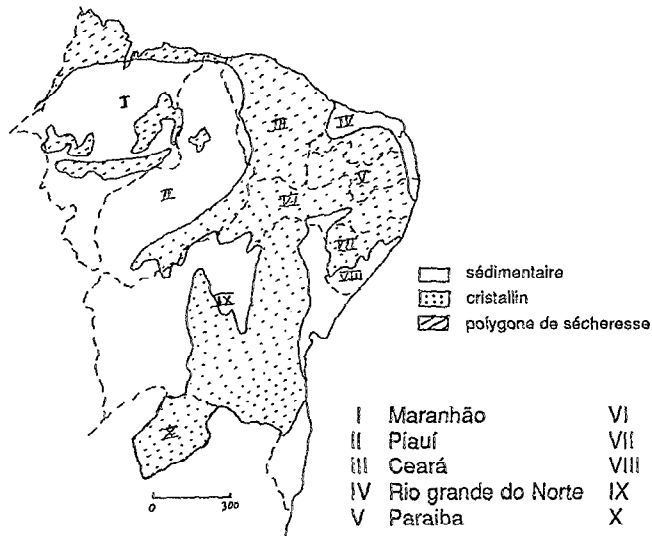 I
III
IV
V
II
VI
VII
VIII
IX
X
sédimentaire
cristallin
polygone de sécheresse
0 300
I Maranhão VI
II Piauí VII
III Ceará VIII
IV Rio grande do Norte IX
V Paraiba X